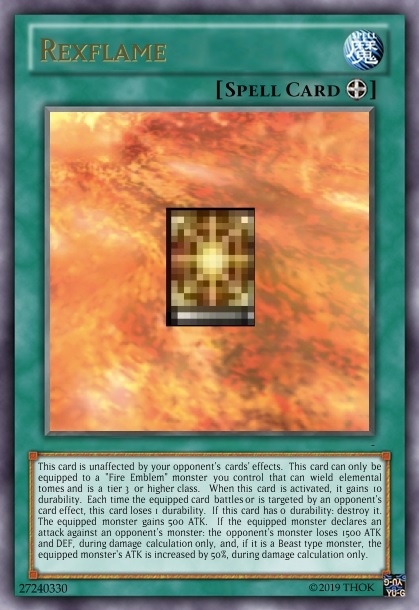 Rexflame
[Spell Card ]
This card is unaffected by your opponent's cards' effects. This card can only be
equipped to a "Fire Emblem" monster you control that can wield elemental
tomes and is a tier 3 or higher class. When this card is activated, it gains 10
durability. Each time the equipped card battles or is targeted by an opponent's
card effect, this card loses 1 durability. If this card has 0 durability: destroy it.
The equipped monster gains 500 ATK. If the equipped monster declares an
attack against an opponent's monster: the opponent's monster loses 1500 ATK
and DEF, during damage calculation only, and, if it is a Beast type monster, the
equipped monster's ATK is increased by 50%, during damage calculation only.
27240330
©2019 THOK